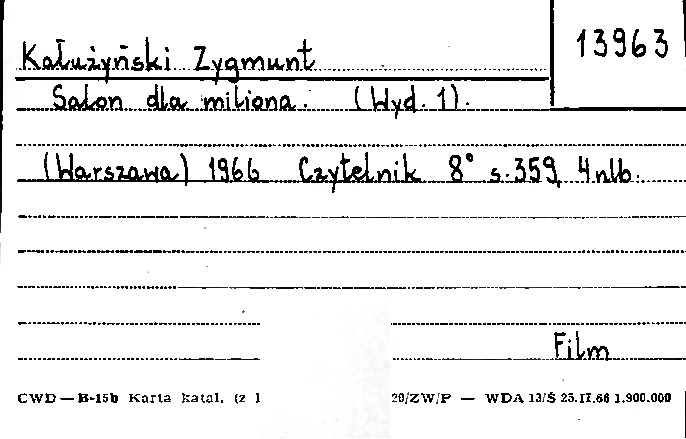 13963
Kałużyński Zygmunt
Salon dla miliona. (Wyd. 1).
(Warszawa) 1966 Czytelnik 8° s. 359, 4 nlb.
Film
CWD — B-15b Karta katal. (z 1 20/ZW/P — WDA 13/S 25.II.66 1.900.000